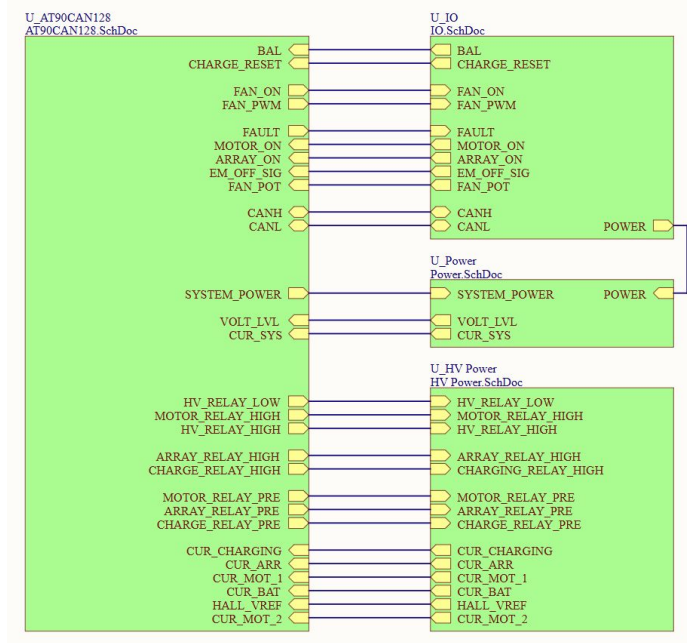 U_AT90CAN128
AT90CAN128.SchDoc
BAL
CHARGE_RESET
FAN_ON
FAN_PWM
FAULT
MOTOR_ON
ARRAY_ON
EM_OFF_SIG
FAN_POT
CANH
CANL
SYSTEM_POWER
VOLT_LVL
CUR_SYS
HV_RELAY_LOW
MOTOR_RELAY_HIGH
HV_RELAY_HIGH
ARRAY_RELAY_HIGH
CHARGE_RELAY_HIGH
MOTOR_RELAY_PRE
ARRAY_RELAY_PRE
CHARGE_RELAY_PRE
CUR_CHARGING
CUR_ARR
CUR_MOT_1
CUR_BAT
HALL_VREF
CUR_MOT_2
U_IO
IO.SchDoc
BAL
CHARGE_RESET
FAN_ON
FAN_PWM
FAULT
MOTOR_ON
ARRAY_ON
EM_OFF_SIG
FAN_POT
CANH
CANL POWER
U_Power
Power.SchDoc
SYSTEM_POWER POWER
VOLT_LVL
CUR_SYS
U_HV Power
HV Power.SchDoc
HV_RELAY_LOW
MOTOR_RELAY_HIGH
HV_RELAY_HIGH
ARRAY_RELAY_HIGH
CHARGING_RELAY_HIGH
MOTOR_RELAY_PRE
ARRAY_RELAY_PRE
CHARGE_RELAY_PRE
CUR_CHARGING
CUR_ARR
CUR_MOT_1
CUR_BAT
HALL_VREF
CUR_MOT_2